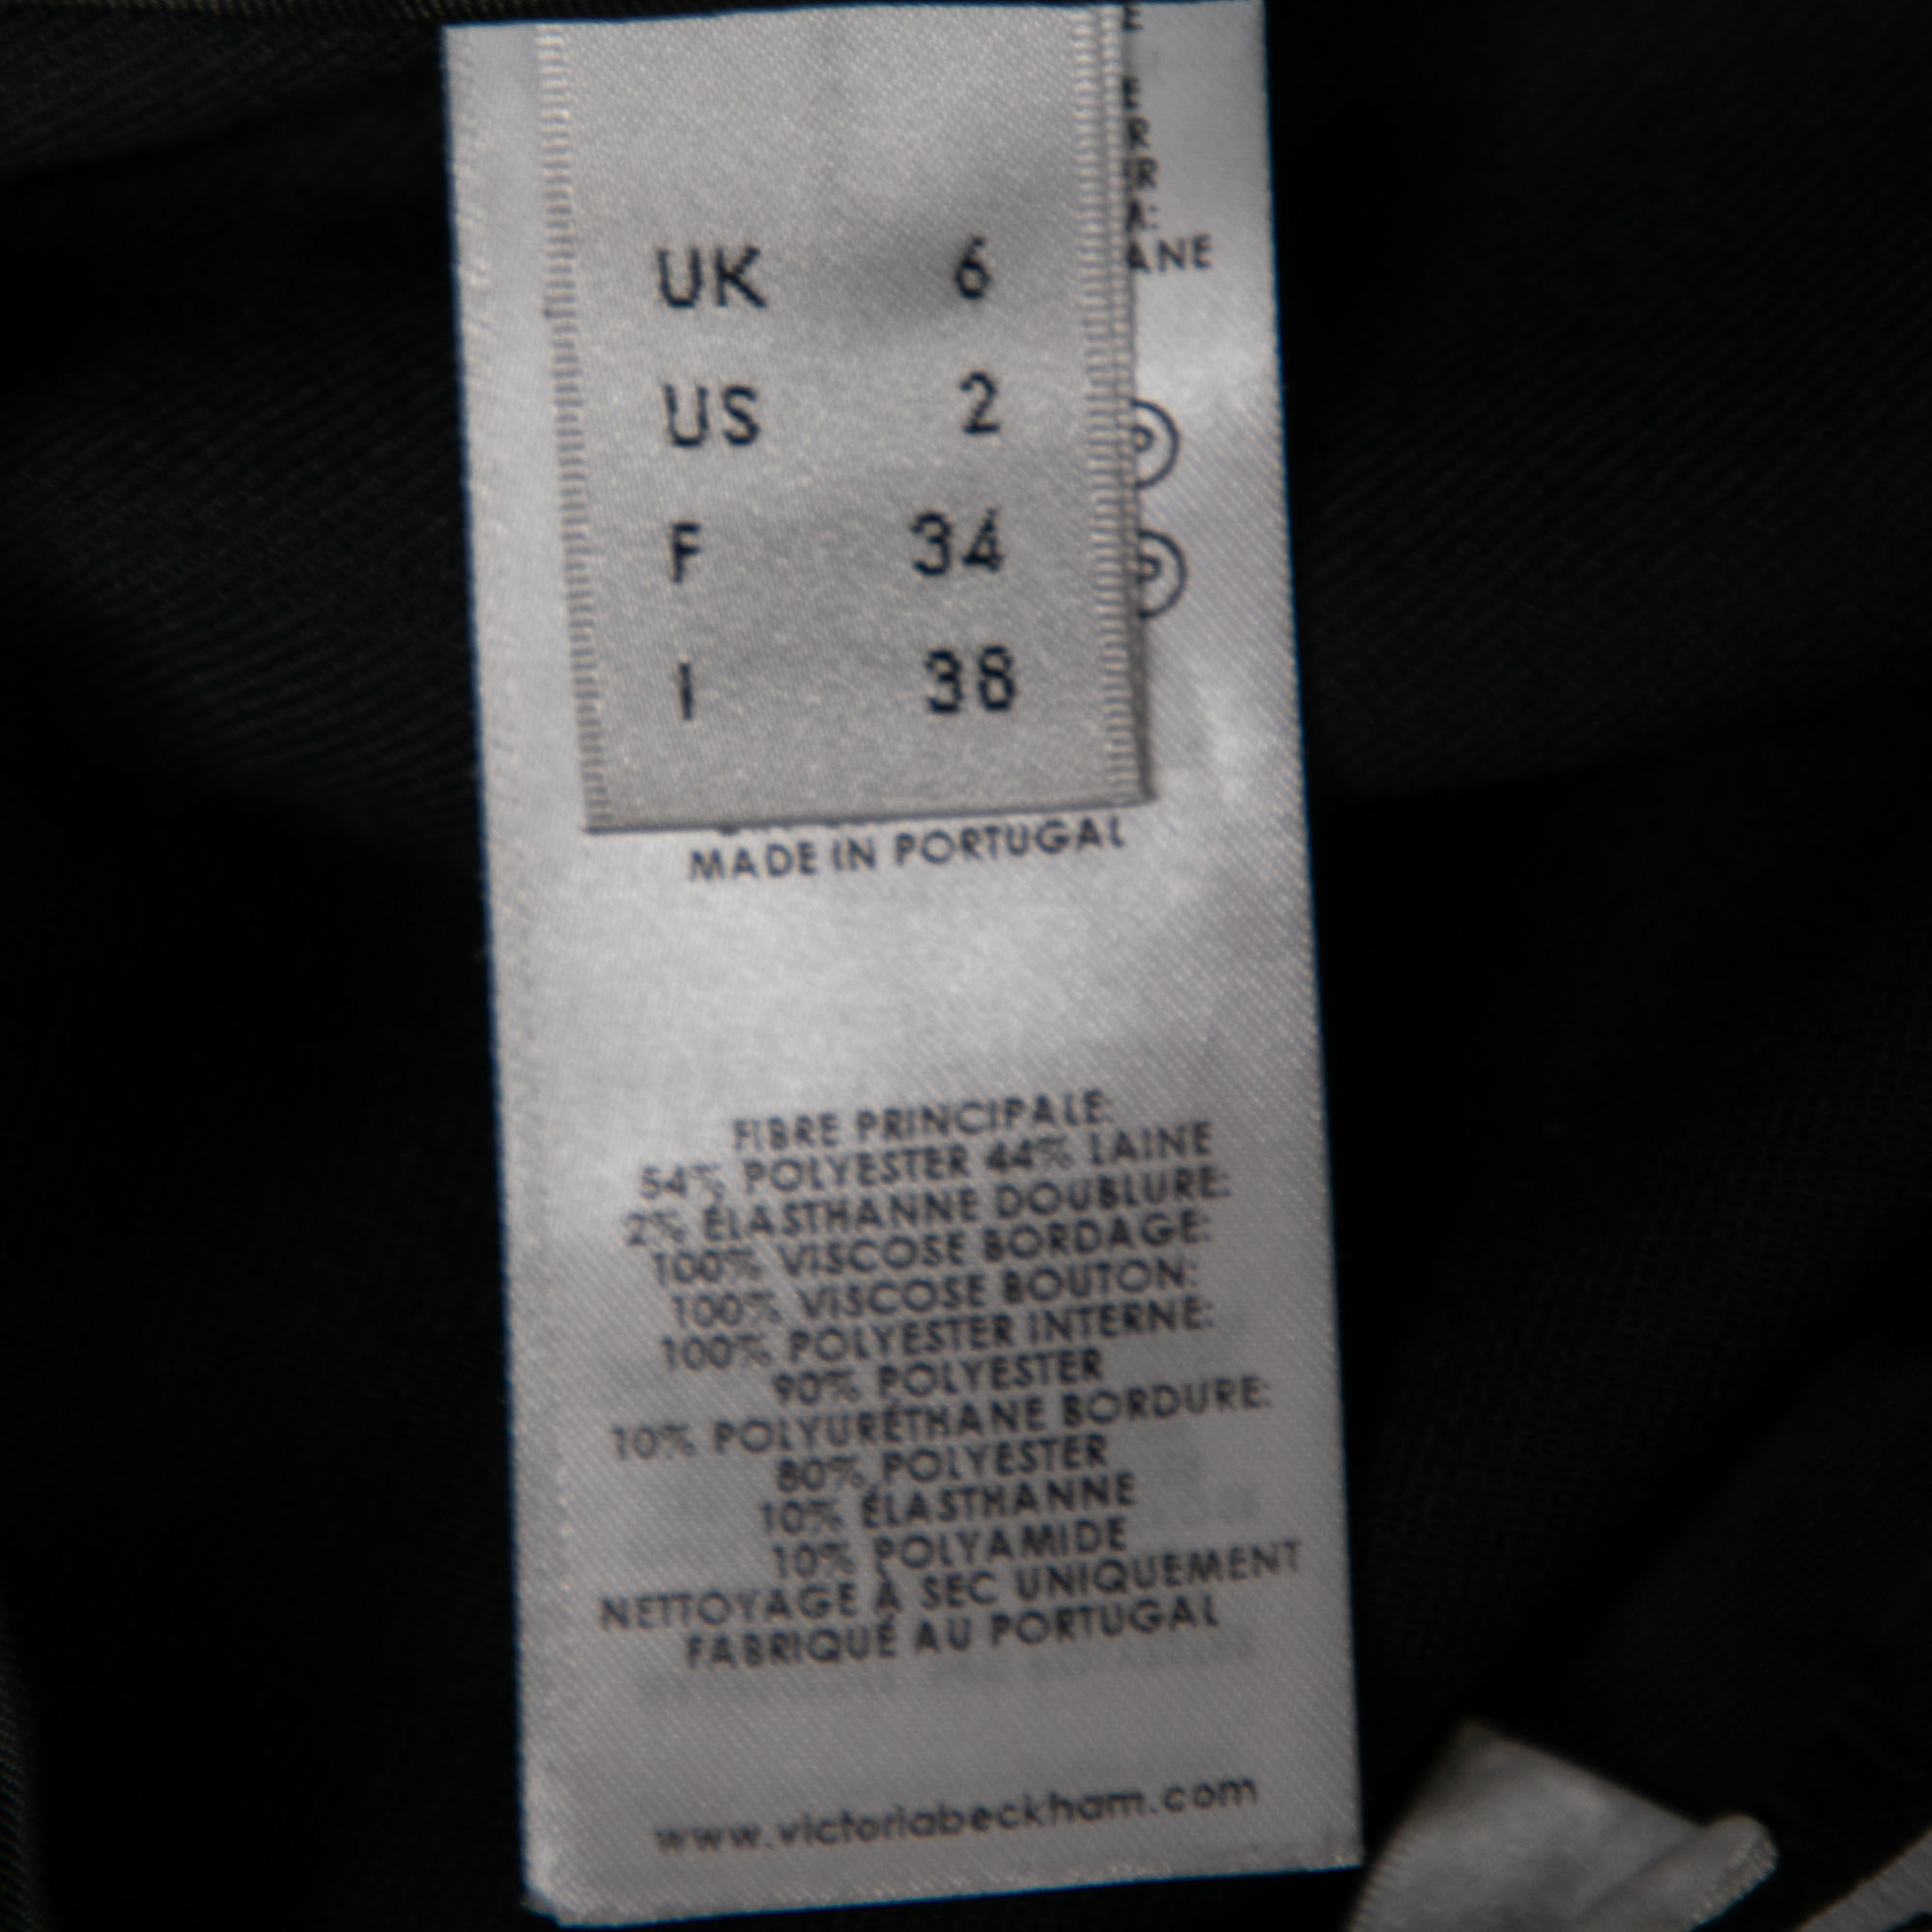 UK 6
US 2
F 34
I 38
ANE
MADE IN PORTUGAL
FIBRE PRINCIPALE:
54% POLYESTER 44% LAINE
2% ÉLASTHANNE DOUBLURE:
100% VISCOSE BORDAGE:
100% VISCOSE BOUTON:
100% POLYESTER INTERNE:
90% POLYESTER
10% POLYURÉTHANE BORDURE:
80% POLYESTER
10% ÉLASTHANNE
10% POLYAMIDE
NETTOYAGE À SEC UNIQUEMENT
FABRIQUÉ AU PORTUGAL
www.victoriabeckham.com